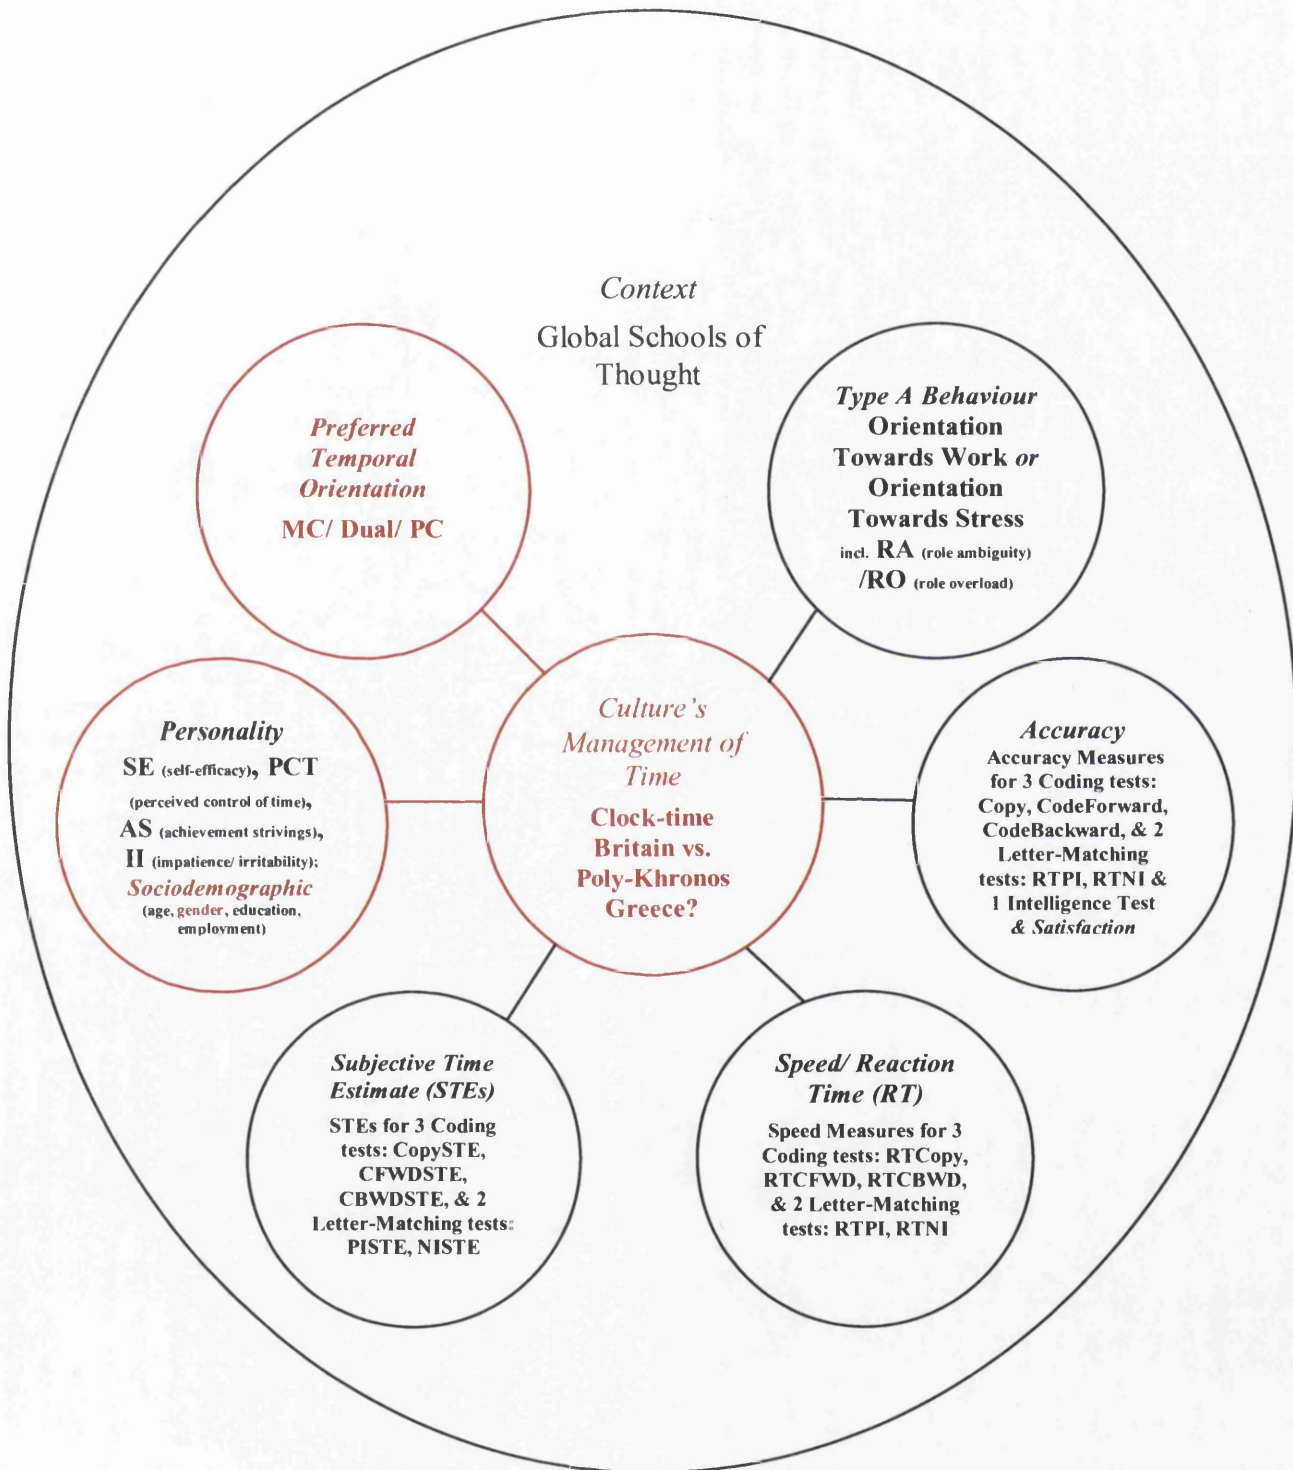 Context
Global Schools of
Thought
Preferred
Temporal
Orientation
MC/ Dual/ PC
Type A Behaviour
Orientation
Towards Work or
Orientation
Towards Stress
incl. RA (role ambiguity)
/RO (role overload)
Personality
SE (self-efficacy), PCT
(perceived control of time),
AS (achievement strivings),
II (impatience/ irritability);
Sociodemographic
(age, gender, education,
employment)
Culture's
Management of
Time
Clock-time
Britain vs.
Poly-Khronos
Greece?
Accuracy
Accuracy Measures
for 3 Coding tests:
Copy, CodeForward,
CodeBackward, & 2
Letter-Matching
tests: RTPI, RTNI &
1 Intelligence Test
& Satisfaction
Subjective Time
Estimate (STEs)
STEs for 3 Coding
tests: CopySTE,
CFWDSTE,
CBWDSTE, & 2
Letter-Matching tests:
PISTE, NISTE
Speed/ Reaction
Time (RT)
Speed Measures for 3
Coding tests: RTCopy,
RTCFWD, RTCBWD,
& 2 Letter-Matching
tests: RTPI, RTNI